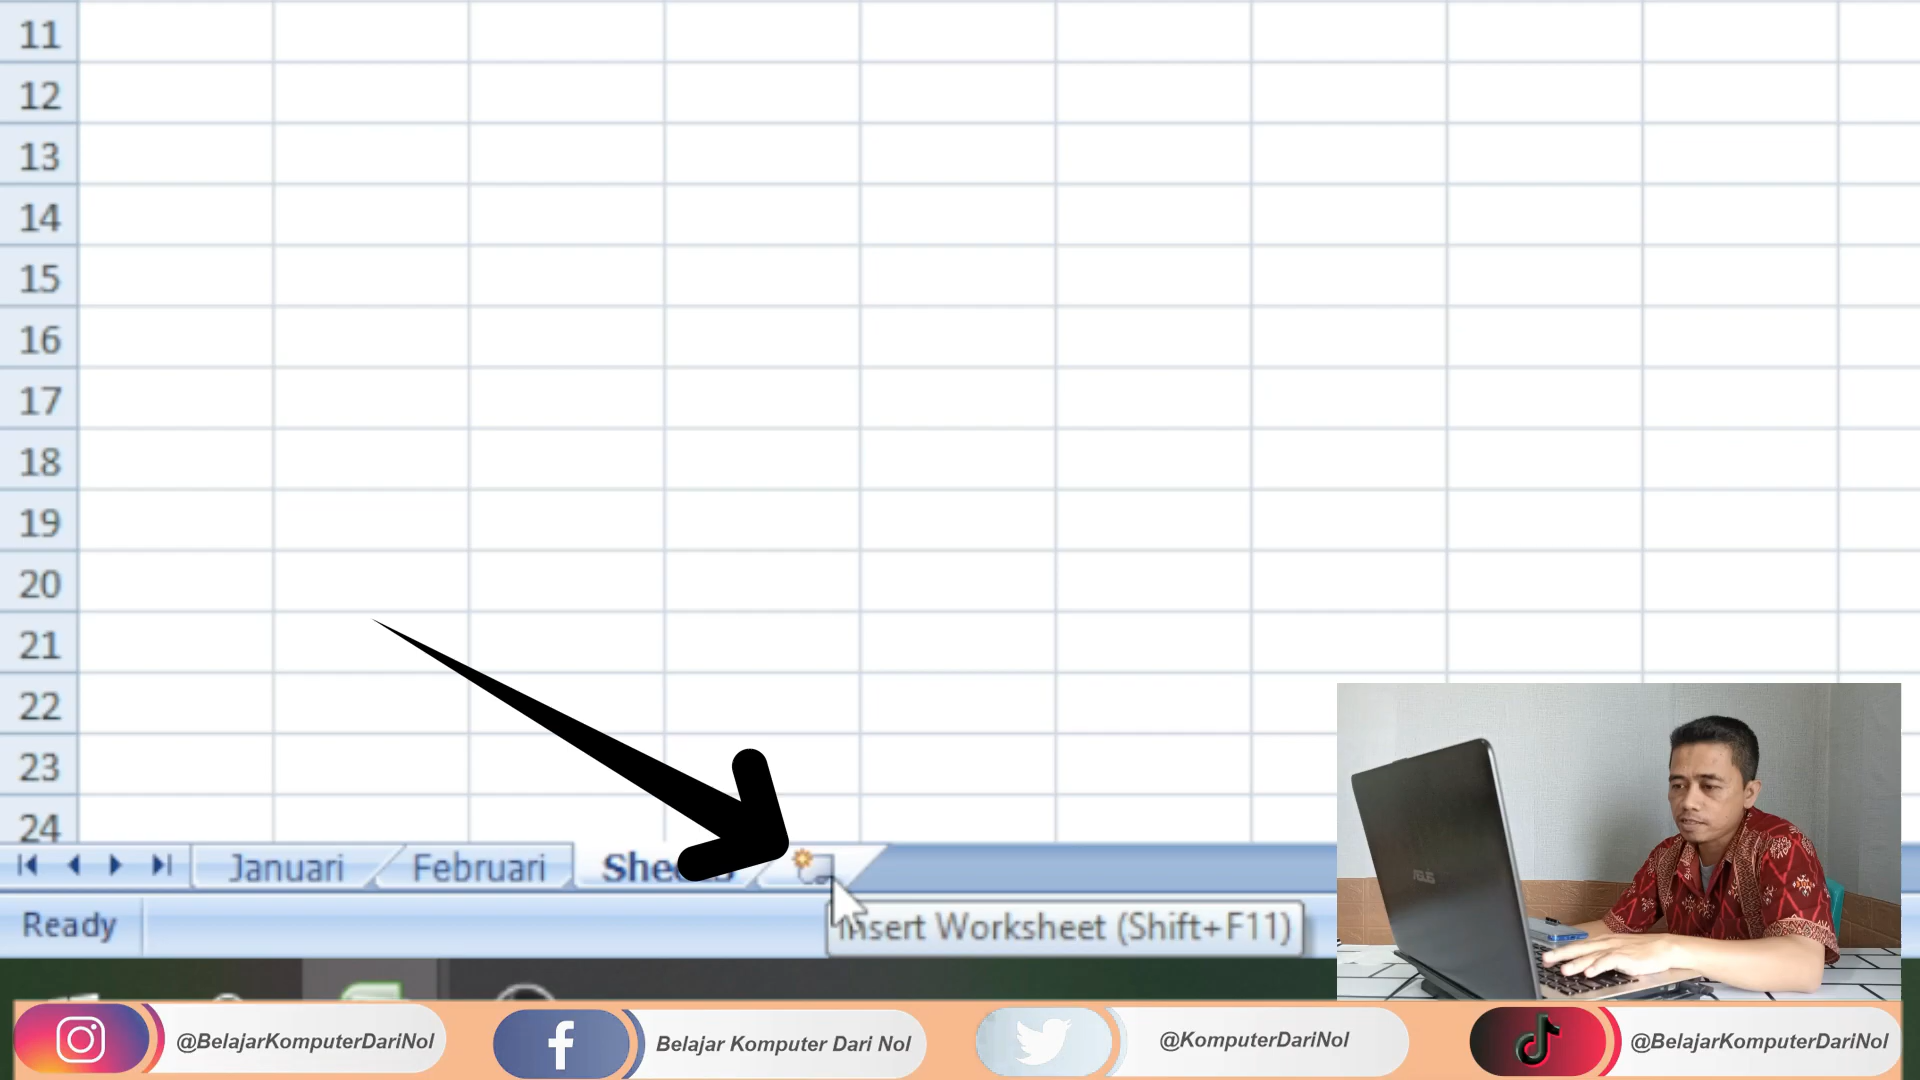 11
12
13
14
15
16
17
18
19
20
21
22
23
24
Januari Februari
Ready
Insert Worksheet (Shift+F11)
ASUS
@BelajarKomputerDariNol Belajar Komputer Dari Nol @KomputerDariNol @BelajarKomputerDariNol